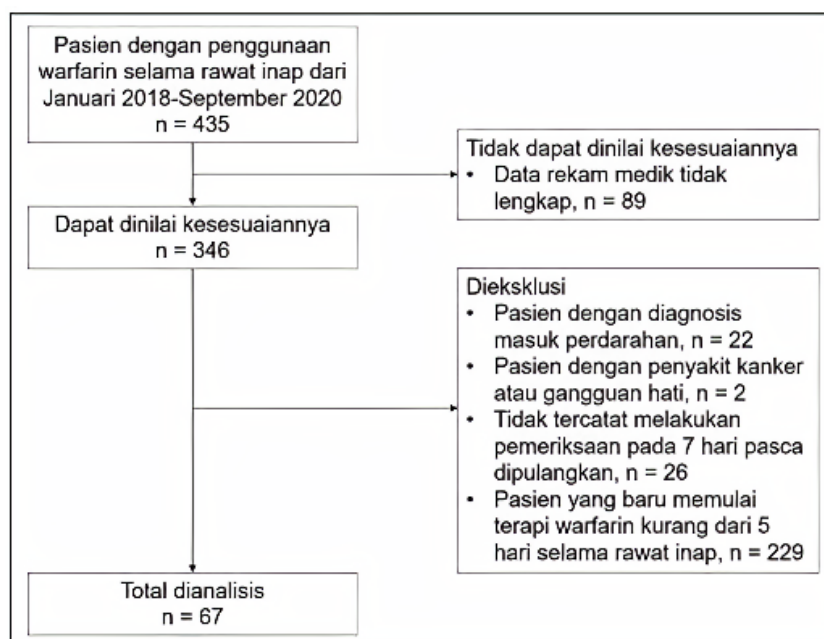 Pasien dengan penggunaan
warfarin selama rawat inap dari
Januari 2018-September 2020
n = 435
Tidak dapat dinilai kesesuaiannya
• Data rekam medik tidak
lengkap, n = 89
Dapat dinilai kesesuaiannya
n = 346
Dieksklusi
• Pasien dengan diagnosis
masuk perdarahan, n = 22
• Pasien dengan penyakit kanker
atau gangguan hati, n = 2
• Tidak tercatat melakukan
pemeriksaan pada 7 hari pasca
dipulangkan, n = 26
• Pasien yang baru memulai
terapi warfarin kurang dari 5
hari selama rawat inap, n = 229
Total dianalisis
n = 67